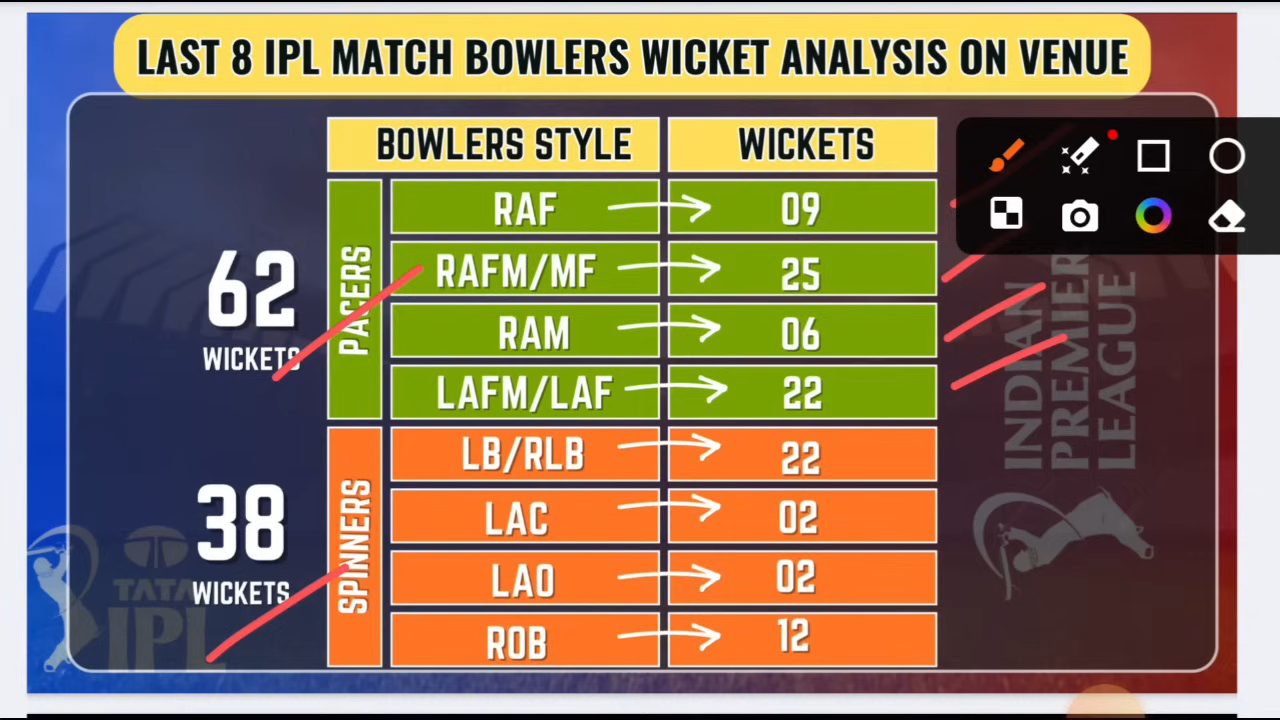 LAST 8 IPL MATCH BOWLERS WICKET ANALYSIS ON VENUE
BOWLERS STYLE WICKETS
62
WICKETS
PACERS
RAF 09
RAFM/MF 25
RAM 06
LAFM/LAF 22
38
WICKETS
SPINNERS
LB/RLB 22
LAC 02
LAO 02
ROB 12
TATA
IPL
INDIAN
PREMIER
LEAGUE